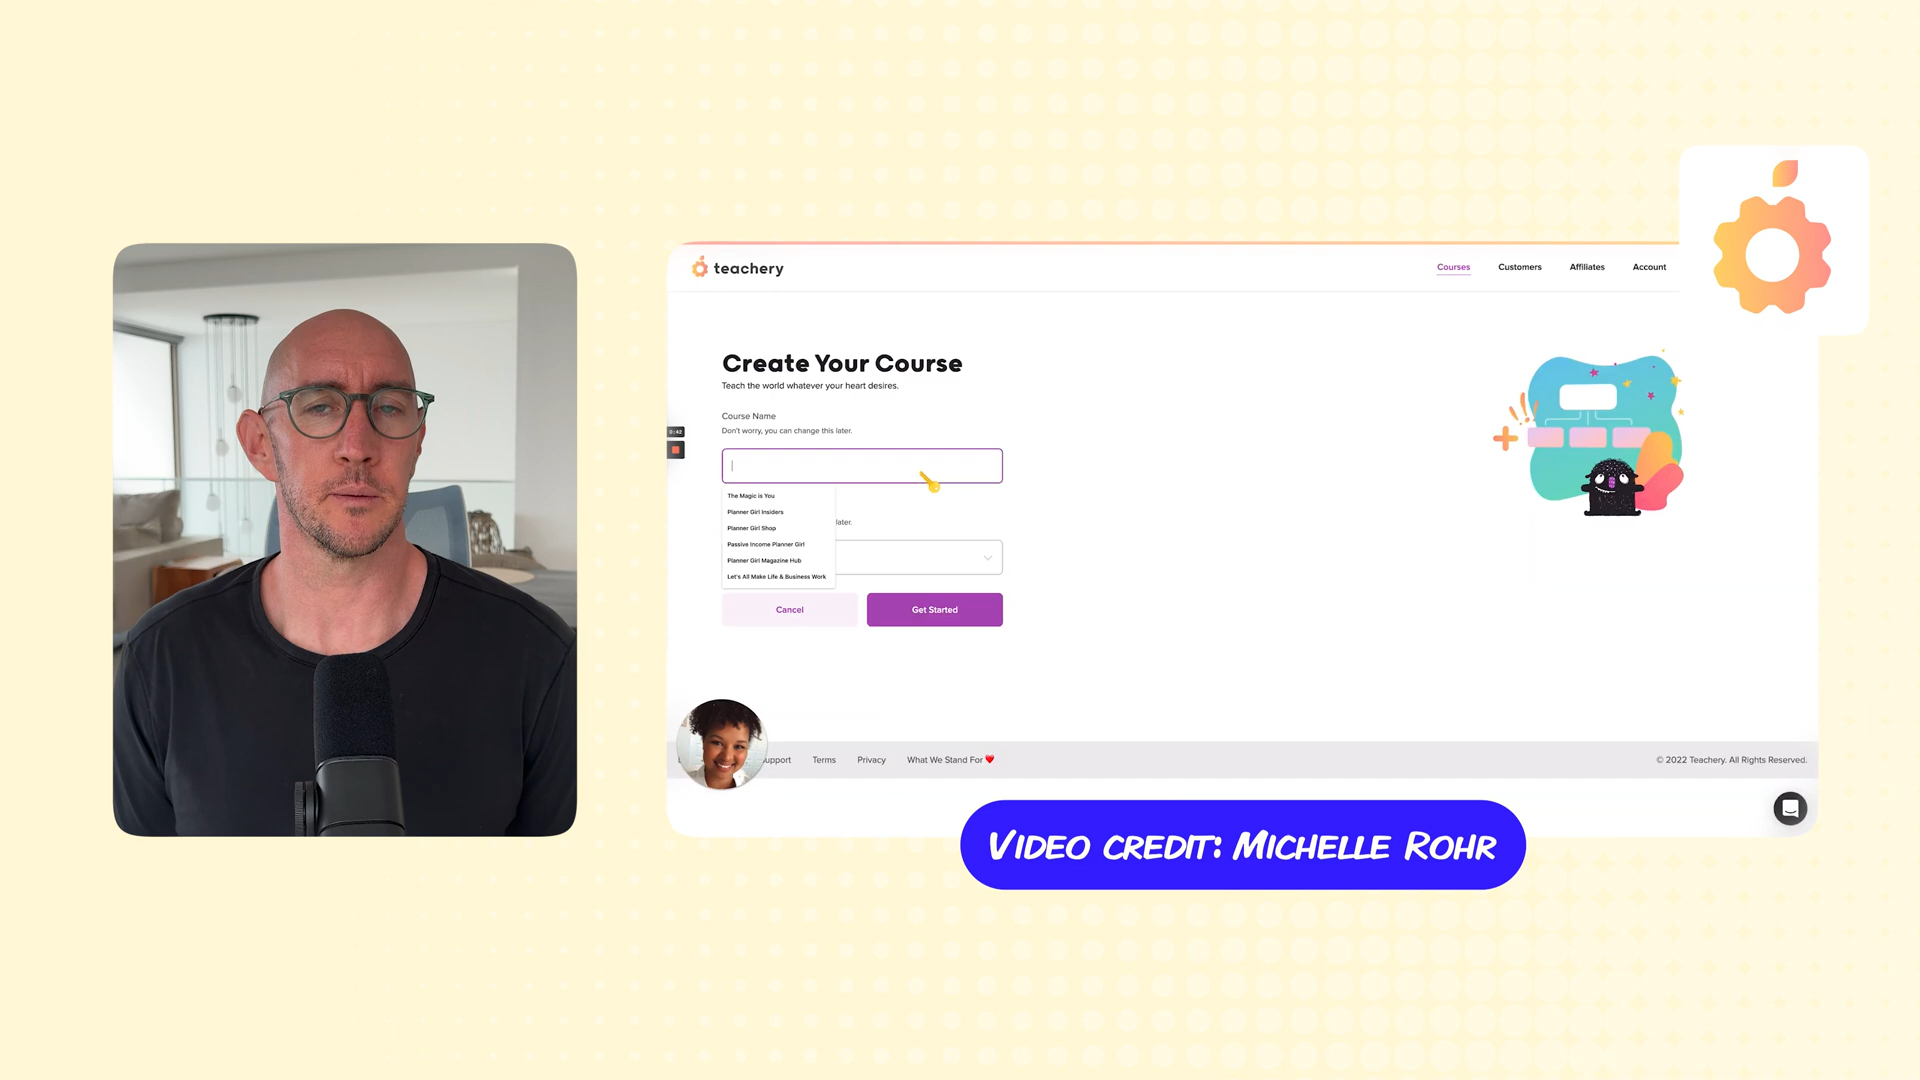 teachery
Courses
Customers
Affiliates
Account
Create Your Course
Teach the world whatever your heart desires.
Course Name
Don't worry, you can change this later.
0:42
The Magic is You
Planner Girl Insiders
Planner Girl Shop
Passive Income Planner Girl
Planner Girl Magazine Hub
Let's All Make Life & Business Work
later.
Cancel
Get Started
upport
Terms
Privacy
What We Stand For ❤️
© 2022 Teachery. All Rights Reserved.
VIDEO CREDIT: MICHELLE ROHR